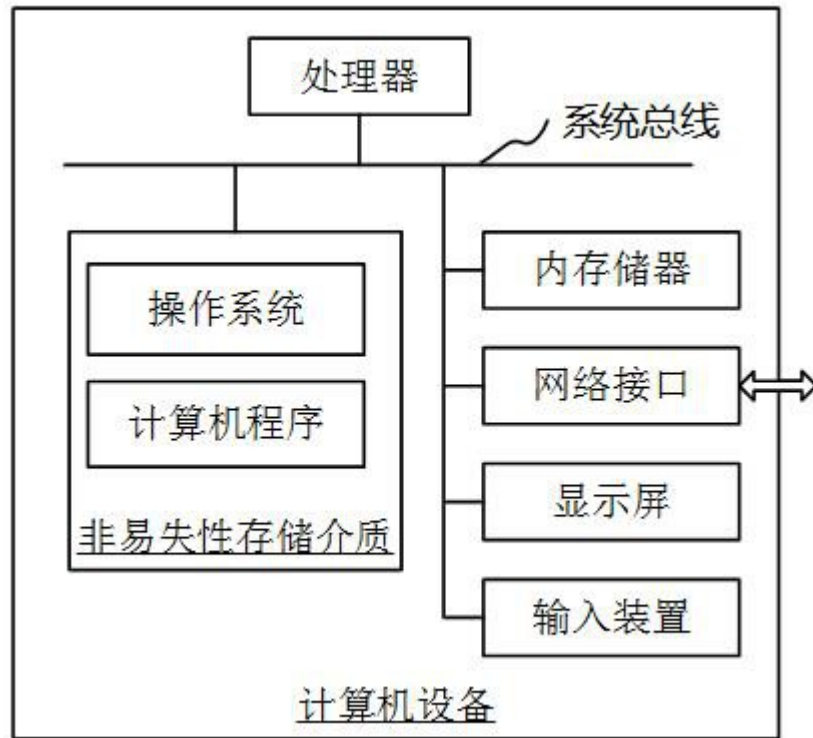 处理器
系统总线
操作系统
计算机程序
非易失性存储介质
内存储器
网络接口
显示屏
输入装置
计算机设备